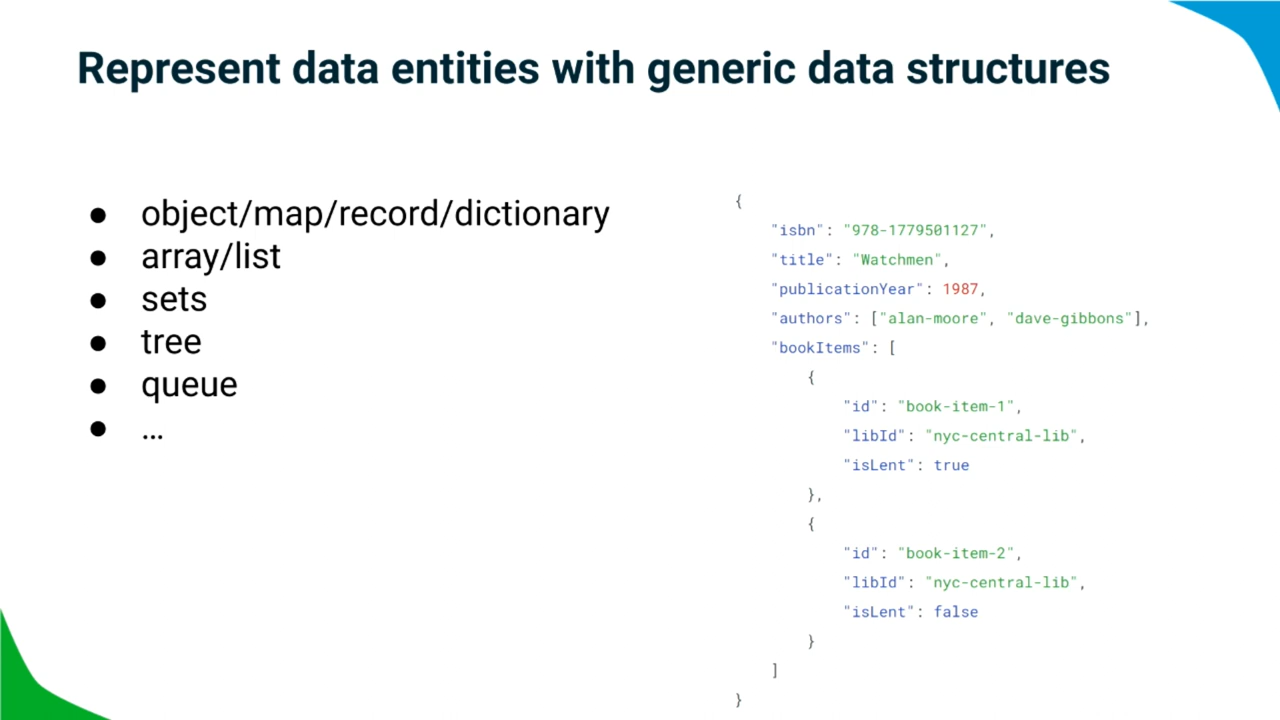 Represent data entities with generic data structures
● object/map/record/dictionary
● array/list
● sets
● tree
● queue
● …
{
    "isbn": "978-1779501127",
    "title": "Watchmen",
    "publicationYear": 1987,
    "authors": ["alan-moore", "dave-gibbons"],
    "bookItems": [
        {
            "id": "book-item-1",
            "libId": "nyc-central-lib",
            "isLent": true
        },
        {
            "id": "book-item-2",
            "libId": "nyc-central-lib",
            "isLent": false
        }
    ]
}